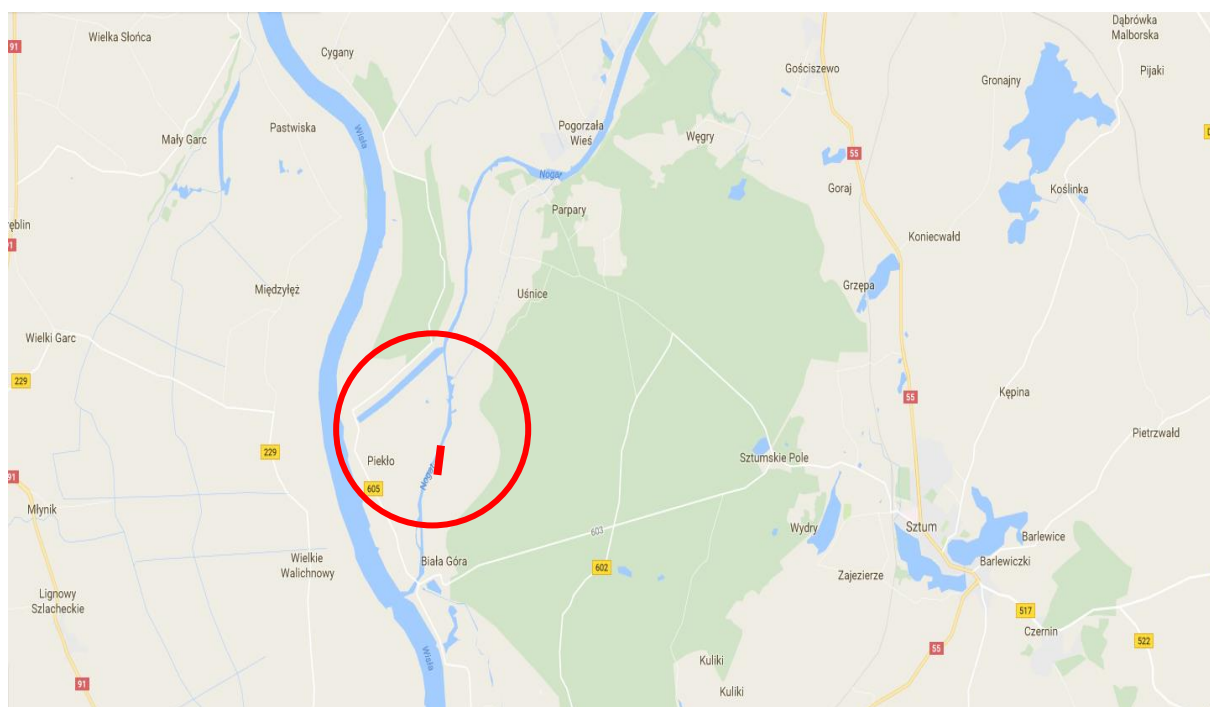 Wielka Słońca
91
Cygany
Dąbrówka
Malborska
Gościszewo
Gronajny
Pijaki
Wisła
Pastwiska
Mały Garc
Pogorzała
Wieś
Węgry
55
Nogat
Goraj
Koślinka
Parpary
Koniecwałd
91
Międzyłęż
Uśnice
Grzępa
Wielki Garc
229
55
Kępina
Pietrzwałd
229
Piekło
605
Nogat
Sztumskie Pole
91
Młynik
Wydry
Sztum
603
Barlewice
Wielkie
Walichnowy
Biała Góra
602
Zajezierze
Barlewiczki
Lignowy
Szlacheckie
517
Czernin
522
Wisła
55
Kuliki
91
Kuliki